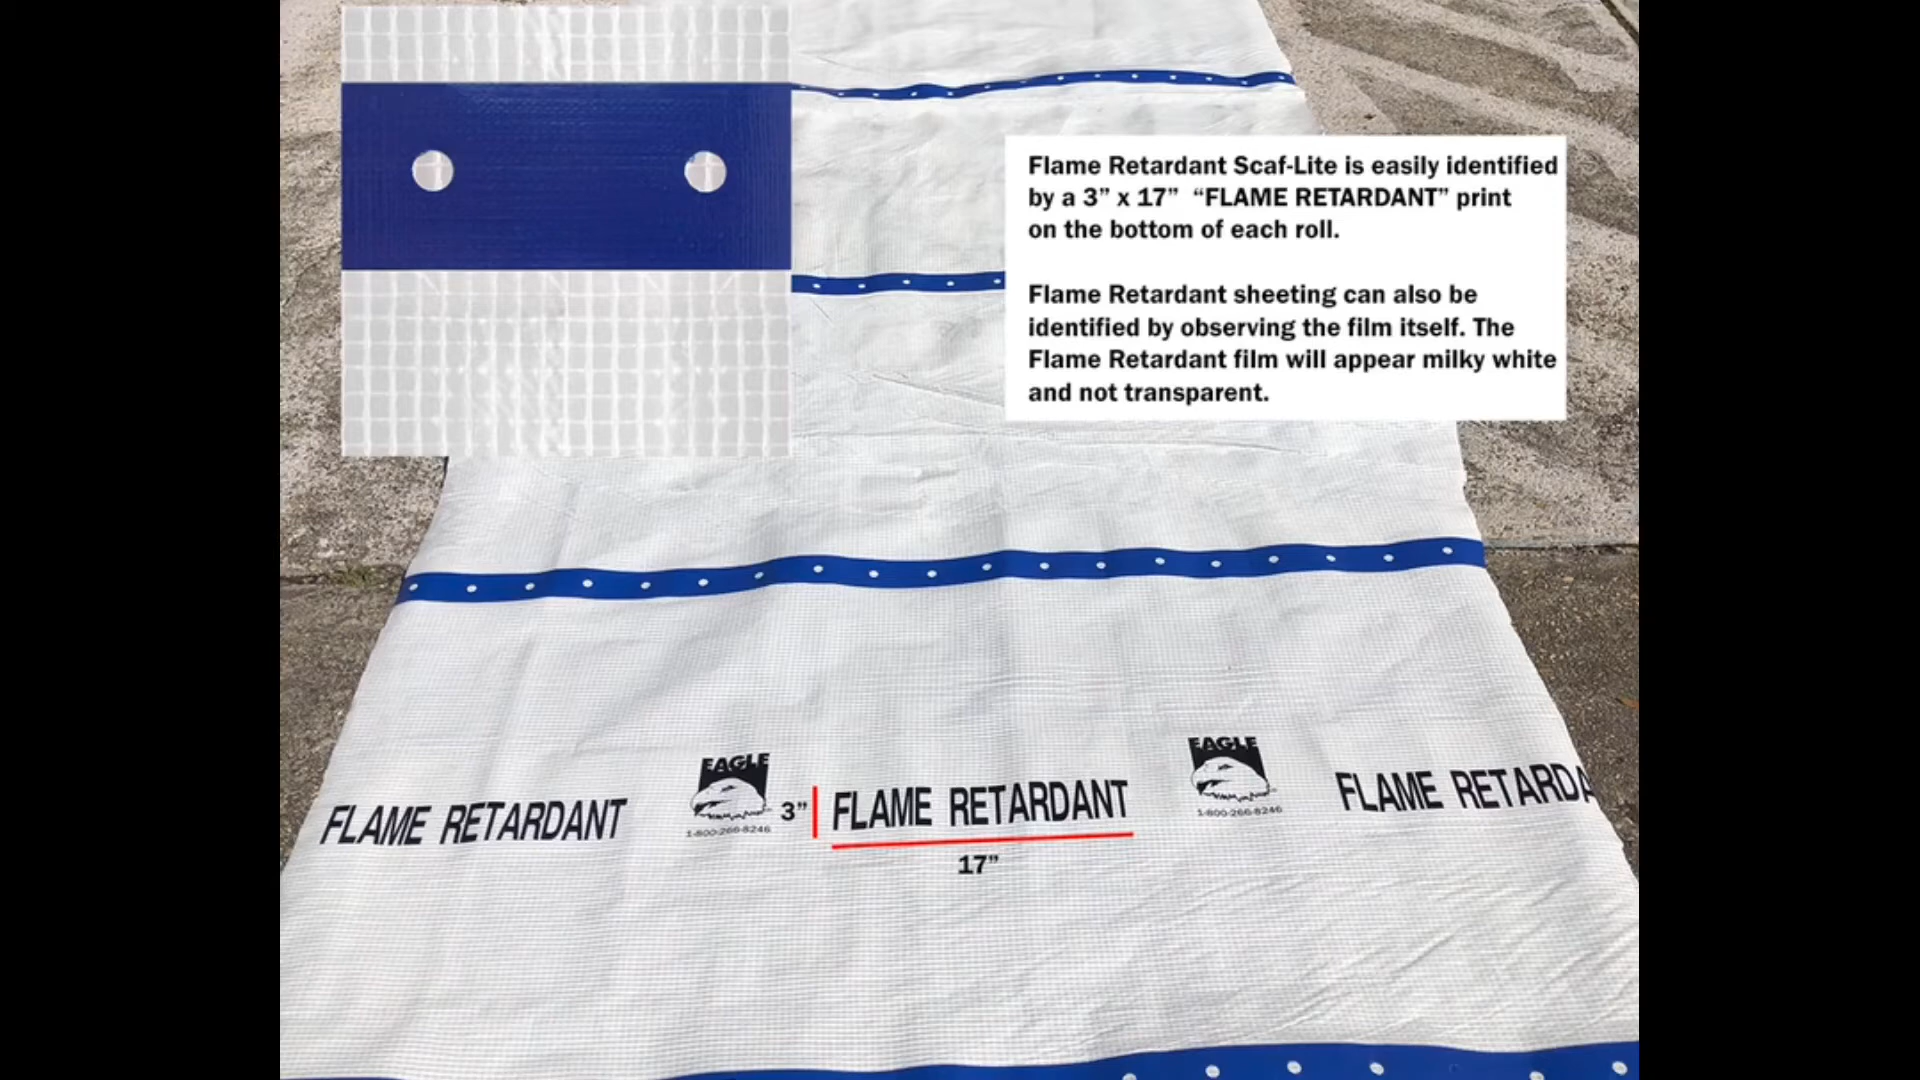 Flame Retardant Scaf-Lite is easily identified
by a 3” x 17” “FLAME RETARDANT” print
on the bottom of each roll.
Flame Retardant sheeting can also be
identified by observing the film itself. The
Flame Retardant film will appear milky white
and not transparent.
EAGLE
1-800-266-8246
EAGLE
1-800-266-8246
FLAME RETARDANT
3”
FLAME RETARDANT
FLAME RETARDA
17”